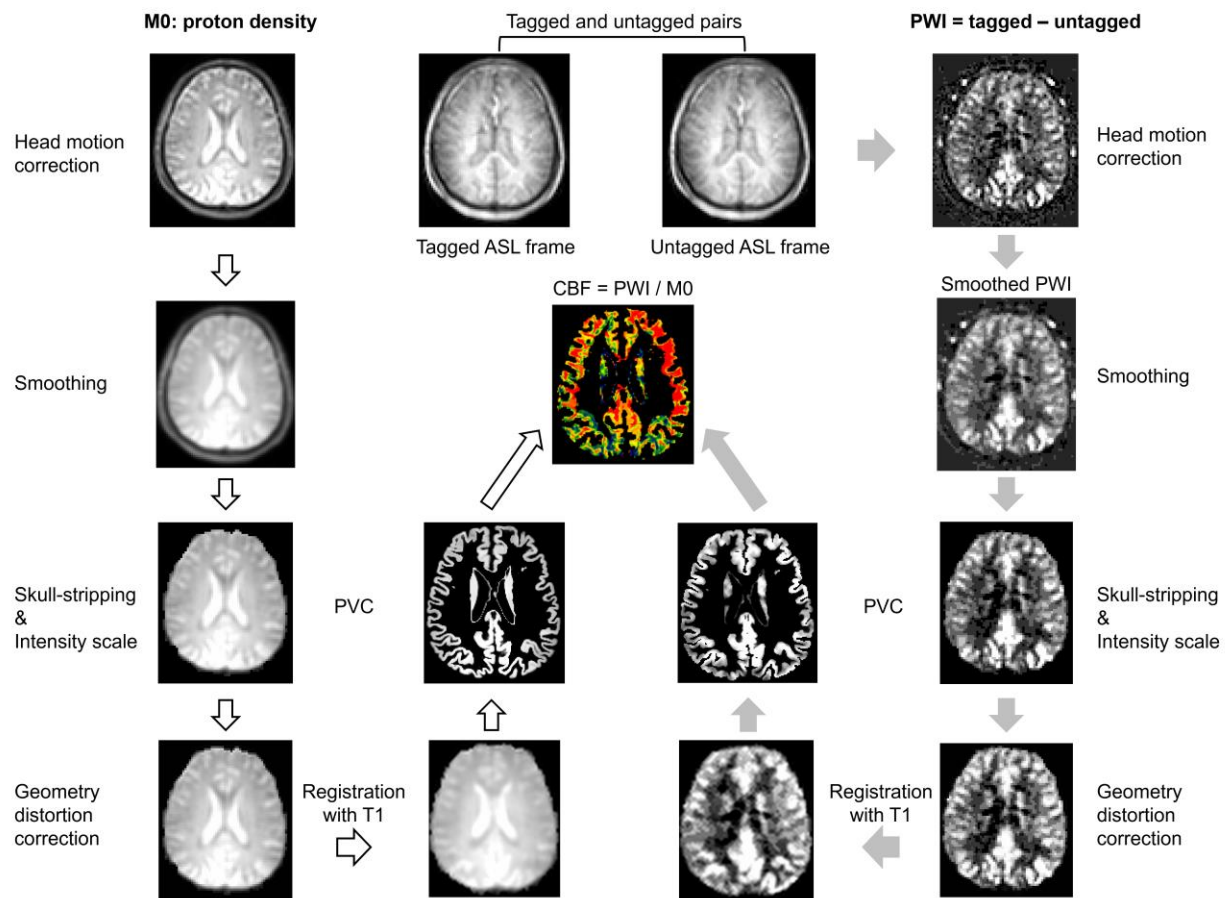 M0: proton density
Tagged and untagged pairs
PWI = tagged – untagged
Head motion
correction
Head motion
correction
Tagged ASL frame
Untagged ASL frame
CBF = PWI / M0
Smoothed PWI
Smoothing
Smoothing
Skull-stripping
&
Intensity scale
PVC
PVC
Skull-stripping
&
Intensity scale
Geometry
distortion
correction
Registration
with T1
Registration
with T1
Geometry
distortion
correction